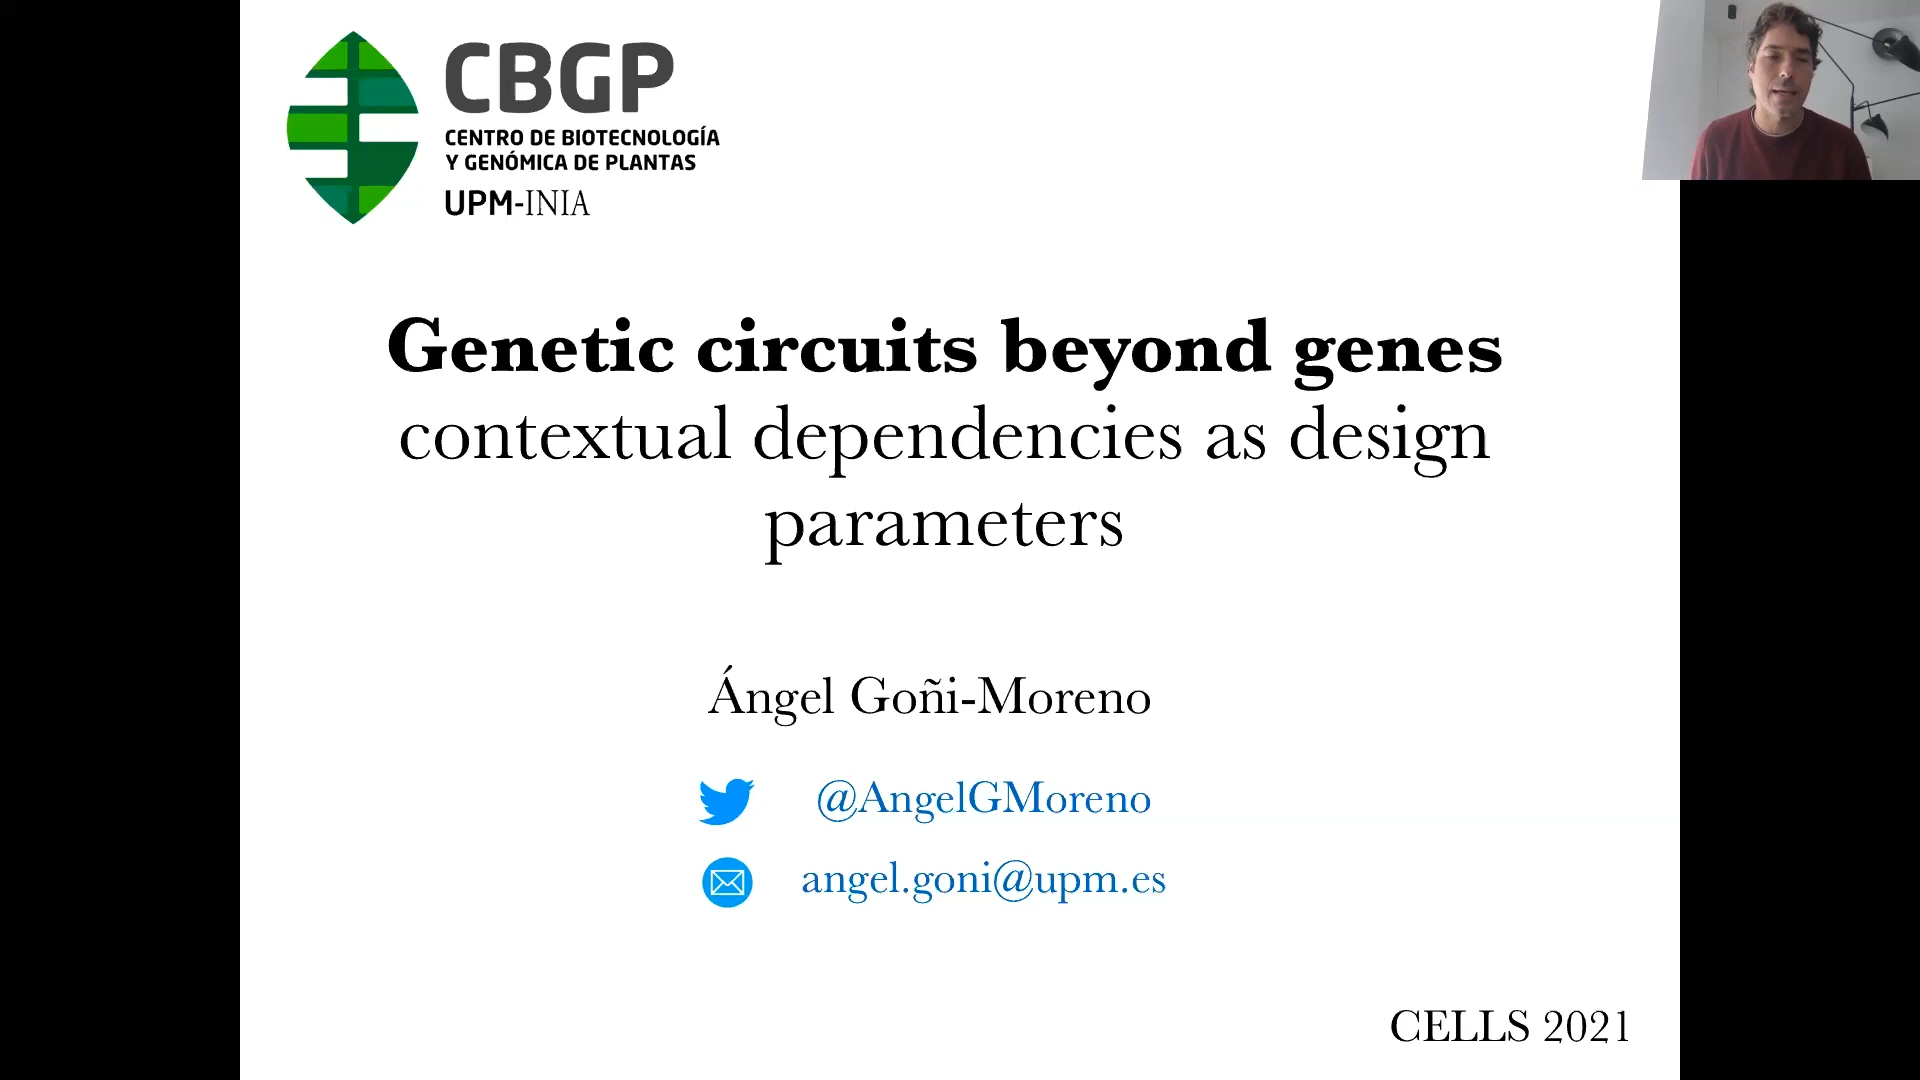 CBGP
CENTRO DE BIOTECNOLOGÍA
Y GENÓMICA DE PLANTAS
UPM-INIA
Genetic circuits beyond genes
contextual dependencies as design
parameters
Ángel Goñi-Moreno
@AngelGMoreno
angel.goni@upm.es
CELLS 2021